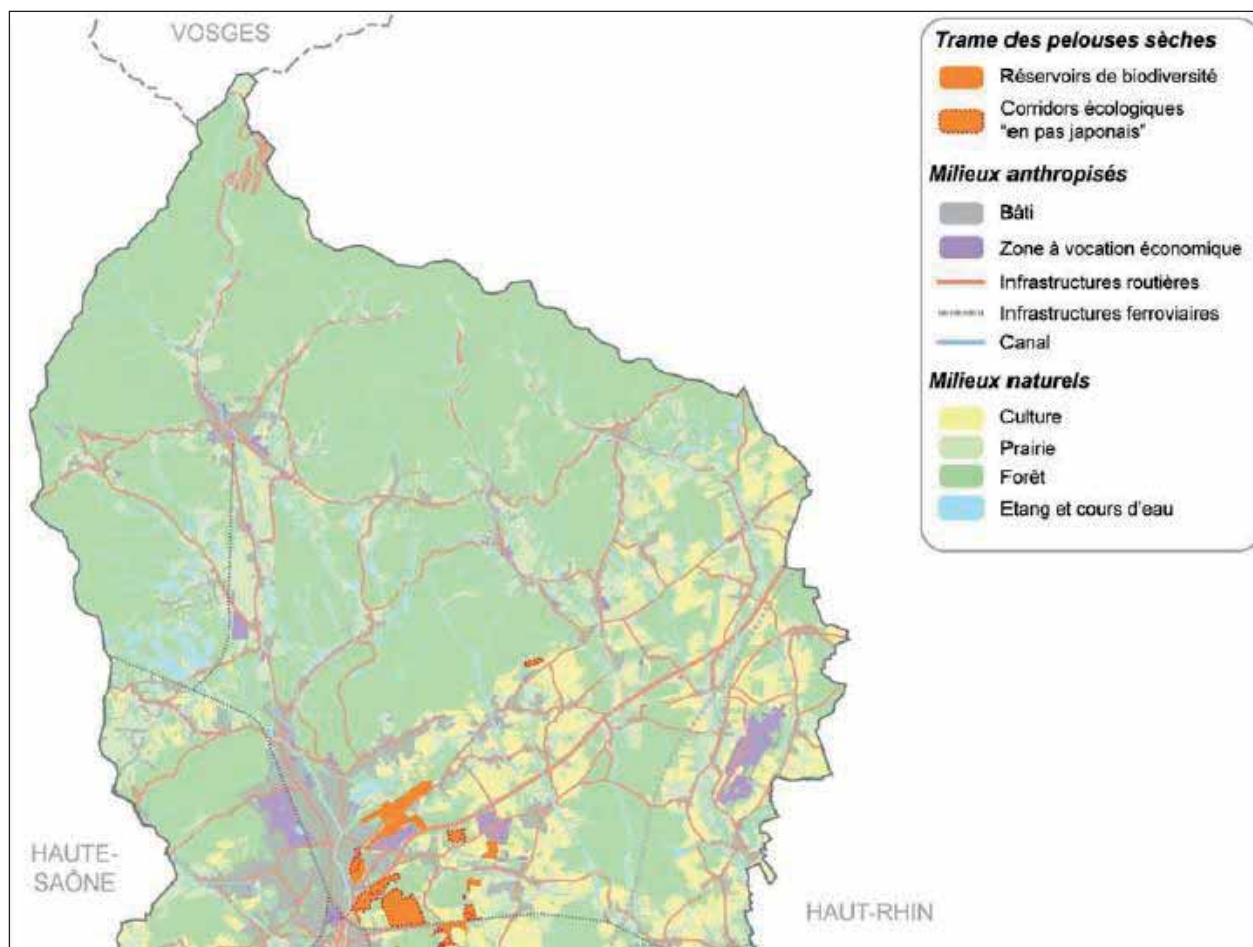 VOSGES
Trame des pelouses sèches
Réservoirs de biodiversité
Corridors écologiques
"en pas japonais"
Milieux anthropisés
Bâti
Zone à vocation économique
Infrastructures routières
Infrastructures ferroviaires
Canal
Milieux naturels
Culture
Prairie
Forêt
Etang et cours d'eau
HAUTE-
SAÔNE
HAUT-RHIN